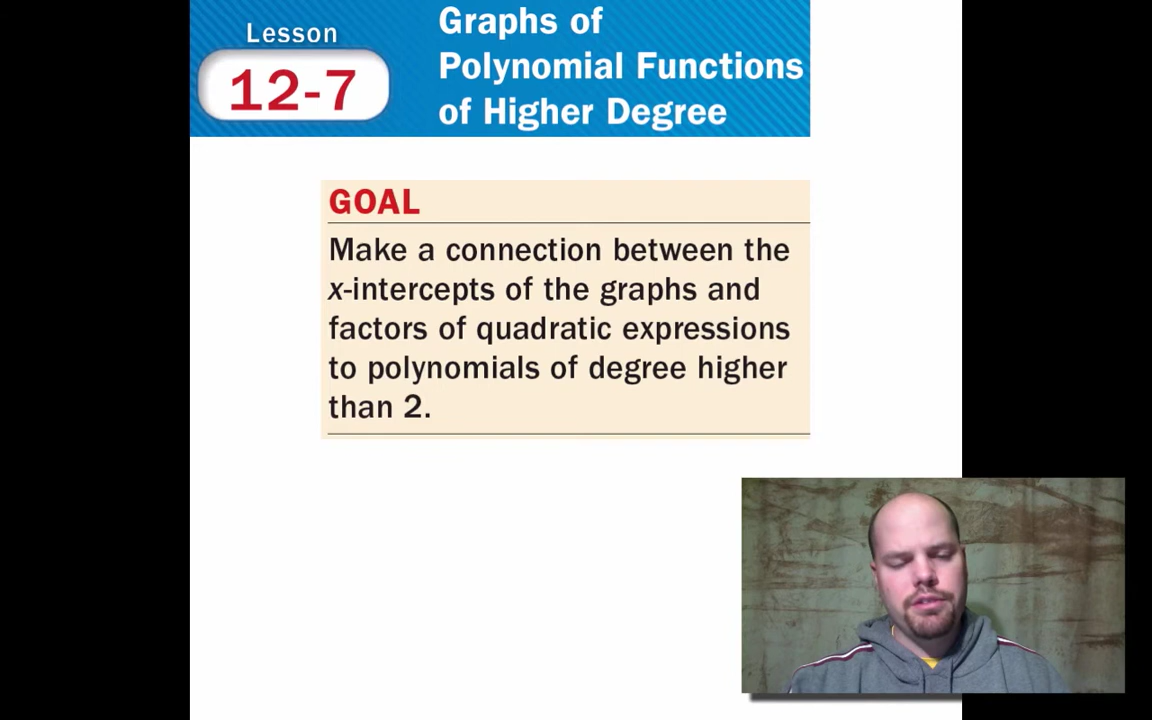 Lesson
12-7
Graphs of
Polynomial Functions
of Higher Degree
GOAL
Make a connection between the
x-intercepts of the graphs and
factors of quadratic expressions
to polynomials of degree higher
than 2.